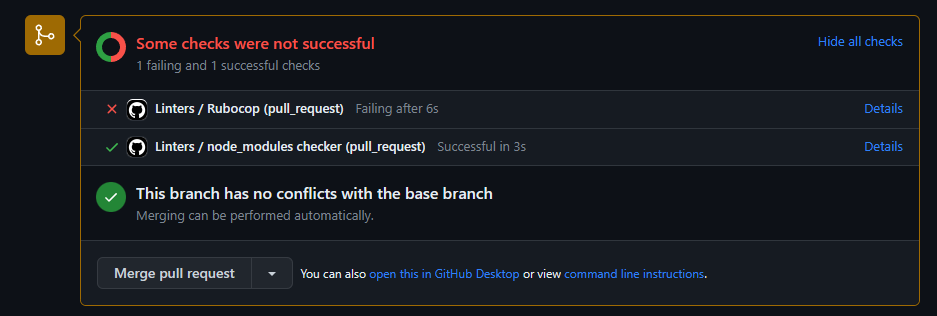 Some checks were not successful
Hide all checks
1 failing and 1 successful checks
Linters / Rubocop (pull_request) Failing after 6s Details
Linters / node_modules checker (pull_request) Successful in 3s Details
This branch has no conflicts with the base branch
Merging can be performed automatically.
Merge pull request You can also open this in GitHub Desktop or view command line instructions.